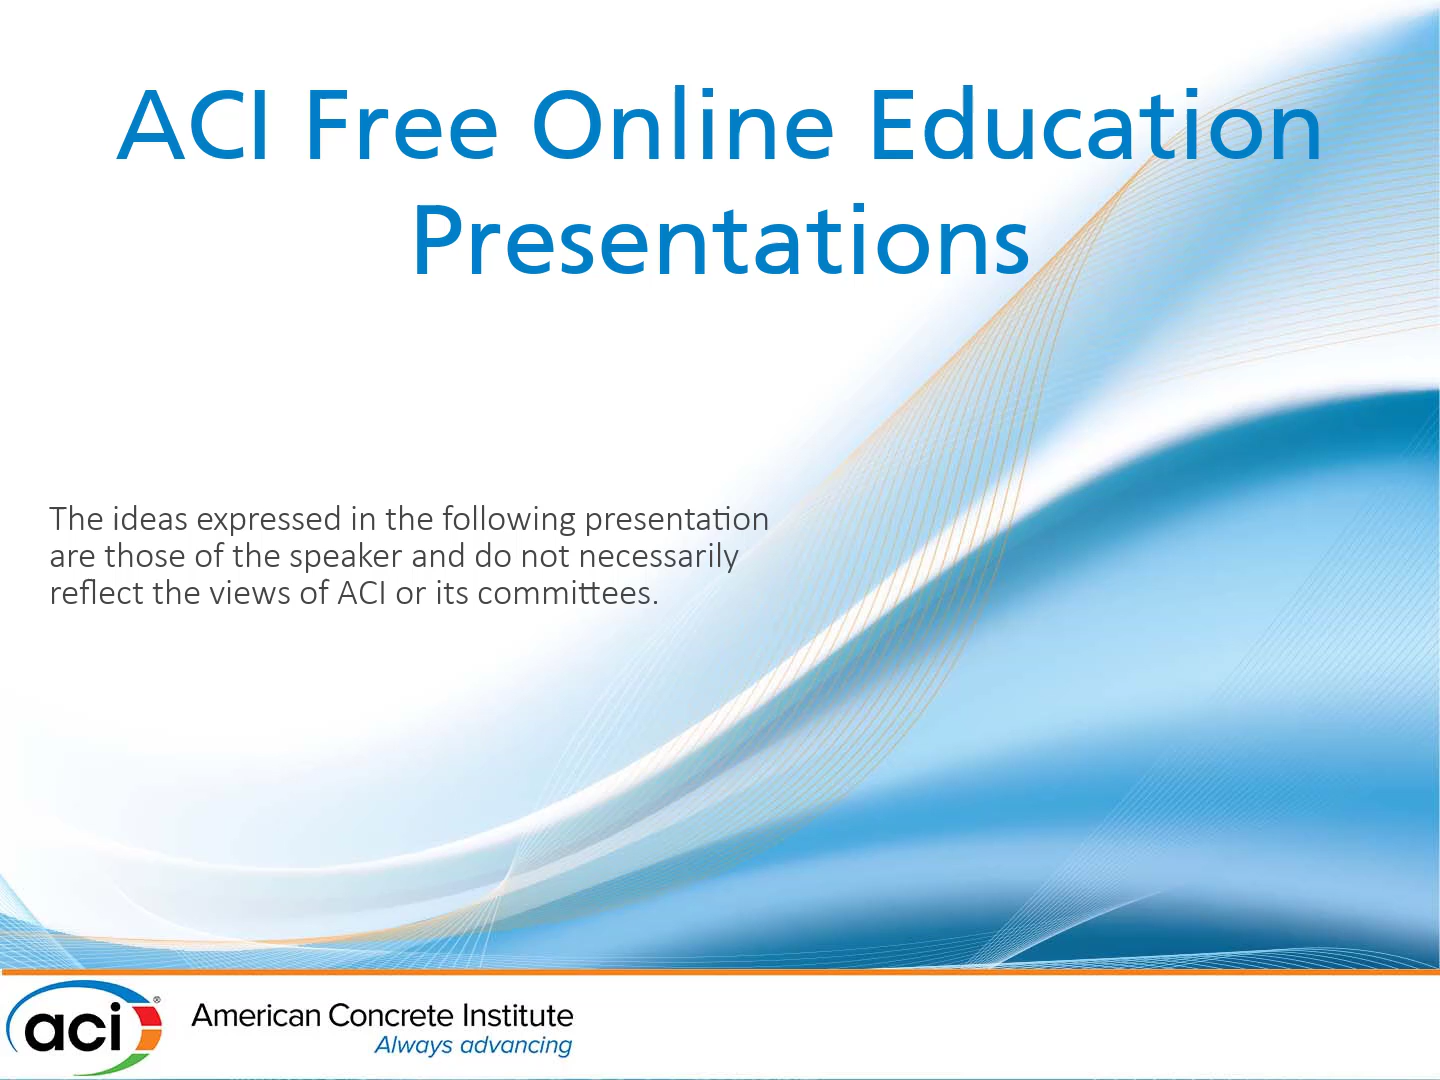 ACI Free Online Education
Presentations
The ideas expressed in the following presentation
are those of the speaker and do not necessarily
reflect the views of ACI or its committees.
aci®
American Concrete Institute
Always advancing